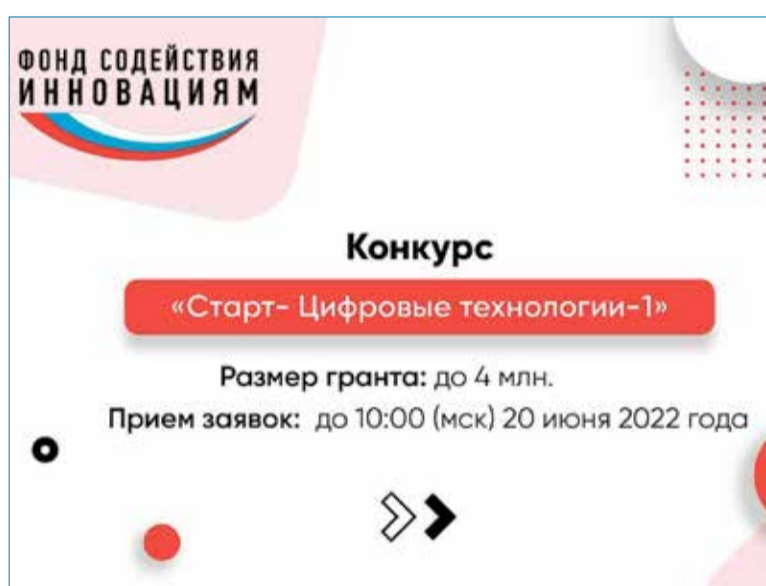 ФОНД СОДЕЙСТВИЯ
ИННОВАЦИЯМ
Конкурс
«Старт- Цифровые технологии-1»
Размер гранта: до 4 млн.
Прием заявок: до 10:00 (мск) 20 июня 2022 года